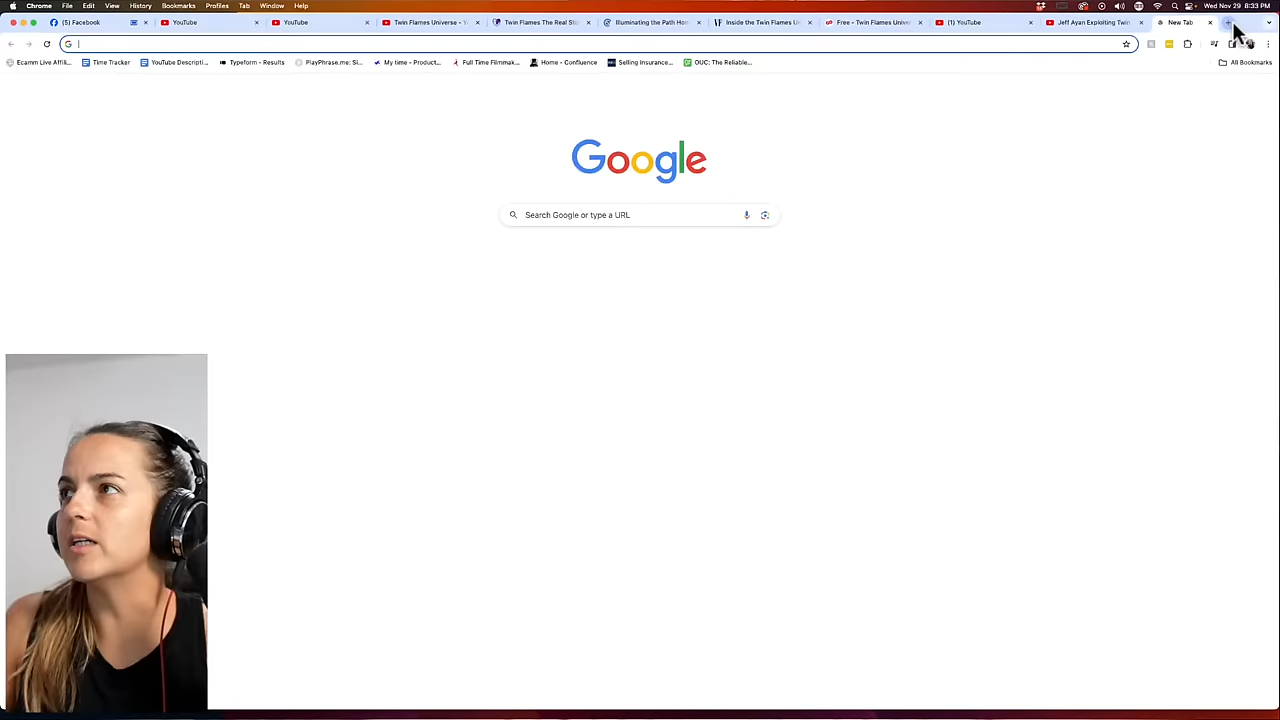 Chrome File Edit View History Bookmarks Profiles Tab Window Help Wed Nov 29 8:33 PM
(5) Facebook YouTube YouTube Twin Flames Universe - Y Twin Flames The Real Sto Illuminating the Path Ho Inside the Twin Flames U Free - Twin Flames Univer (1) YouTube Jeff Ayan Exploiting Twin New Tab
Ecamm Live Affili... Time Tracker YouTube Descripti... Typeform - Results PlayPhrase.me: Si... My time - Product... Full Time Filmmak... Home - Confluence Selling Insurance... OUC: The Reliable... All Bookmarks
Google
Search Google or type a URL